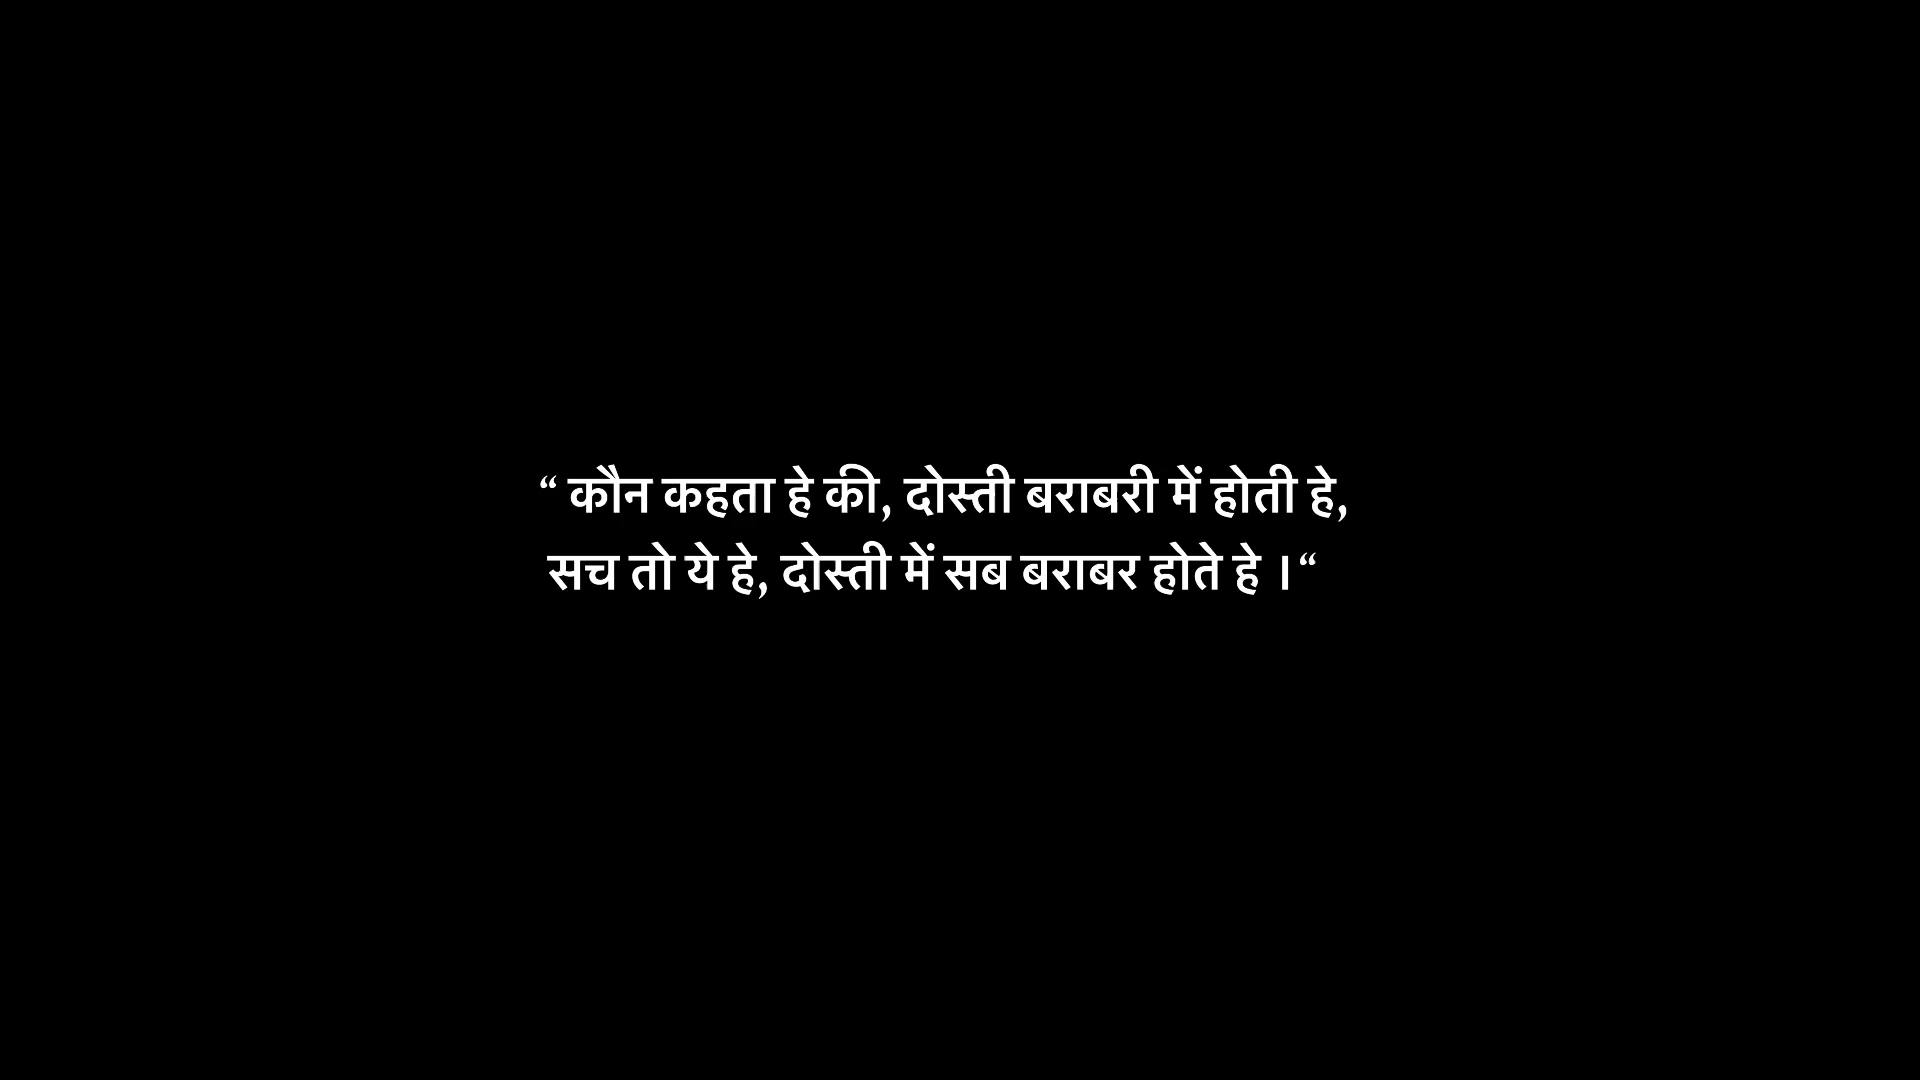 “ कौन कहता हे की, दोस्ती बराबरी में होती हे,
सच तो ये हे, दोस्ती में सब बराबर होते हे ।“